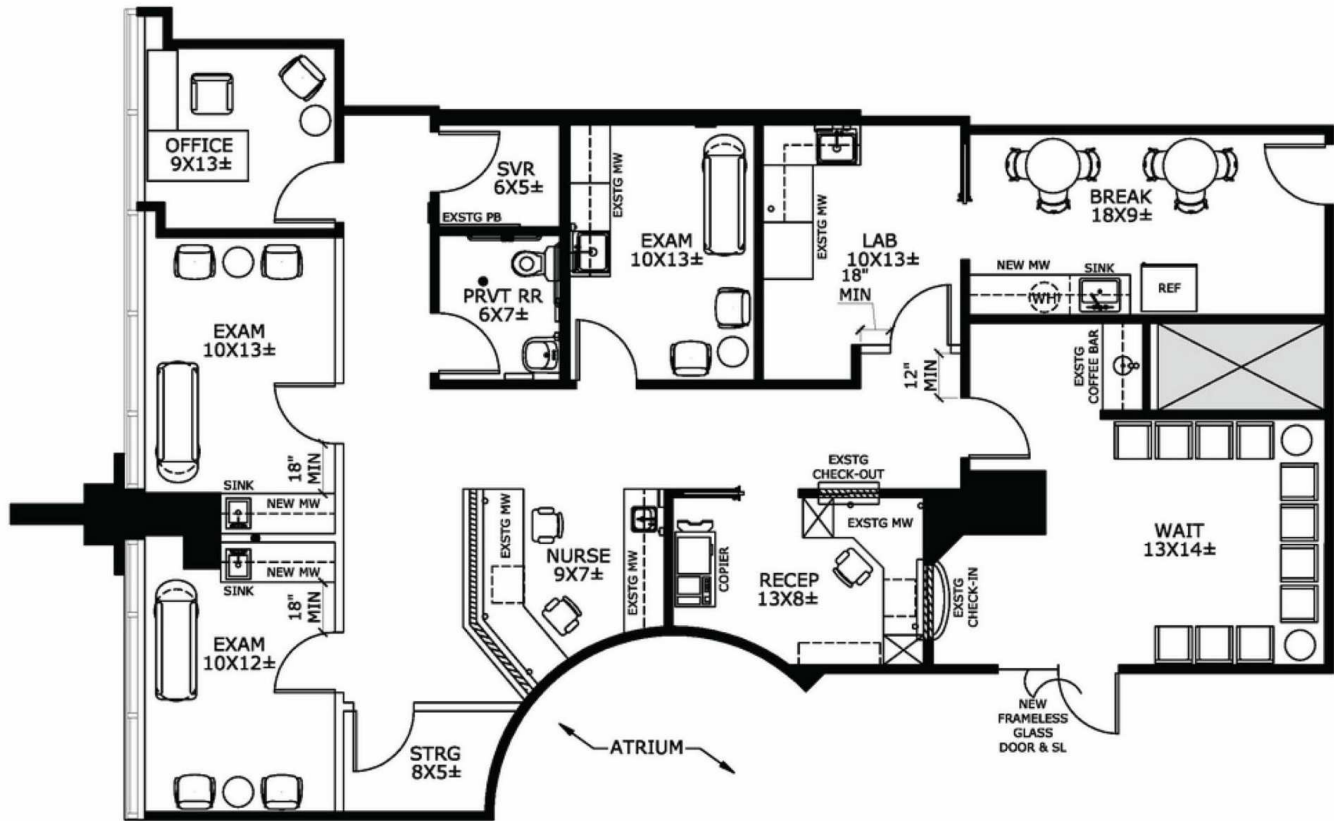 OFFICE
9X13±
SVR
6X5±
EXSTG PB
EXSTG MW
EXAM
10X13±
EXSTG MW
LAB
10X13±
18"
MIN
BREAK
18X9±
NEW MW
SINK
WH
REF
PRVT RR
6X7±
EXAM
10X13±
18"
MIN
SINK
NEW MW
12"
MIN
EXSTG
COFFEE BAR
EXSTG
CHECK-OUT
EXSTG MW
NURSE
9X7±
EXSTG MW
COPIER
EXSTG MW
RECEP
13X8±
EXSTG
CHECK-IN
WAIT
13X14±
NEW MW
SINK
18"
MIN
EXAM
10X12±
STRG
8X5±
ATRIUM
NEW
FRAMELESS
GLASS
DOOR & SL